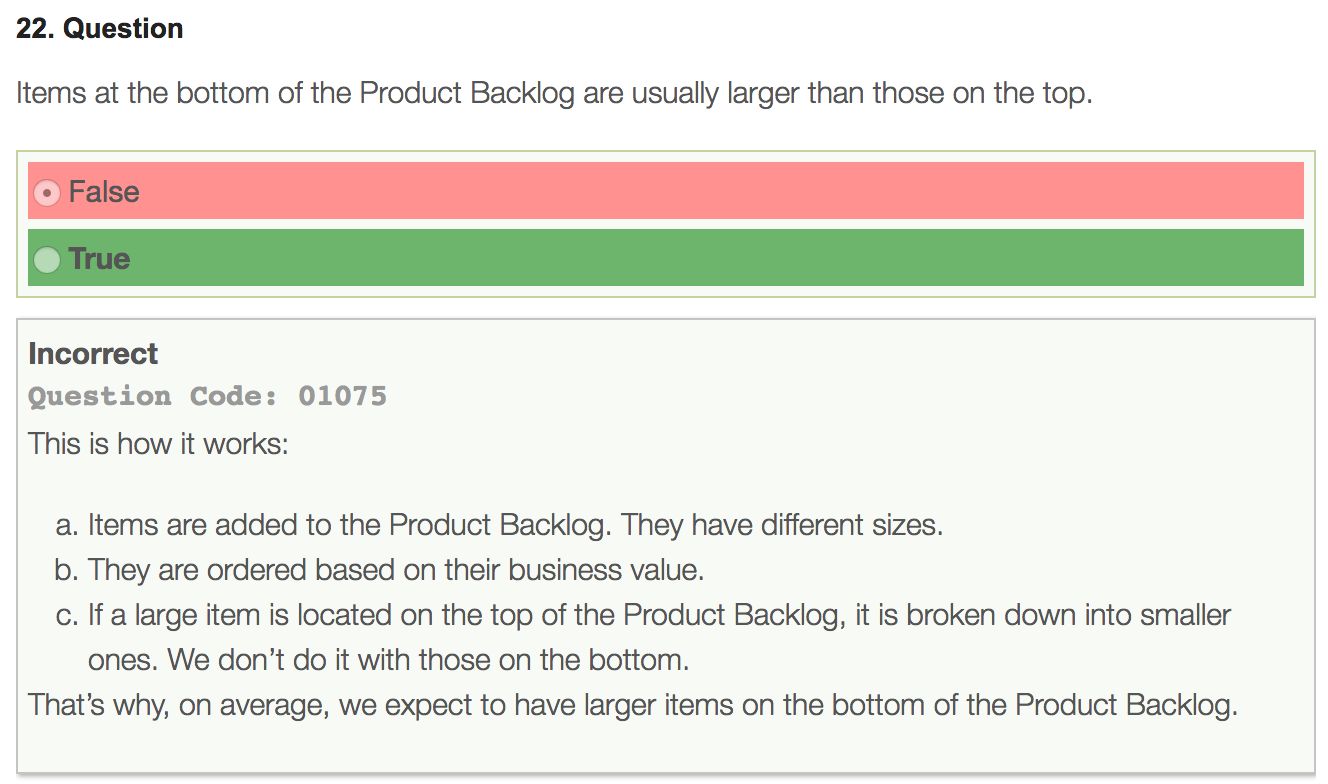 22. Question
Items at the bottom of the Product Backlog are usually larger than those on the top.
False
True
Incorrect
Question Code: 01075
This is how it works:
a. Items are added to the Product Backlog. They have different sizes.
b. They are ordered based on their business value.
c. If a large item is located on the top of the Product Backlog, it is broken down into smaller
ones. We don’t do it with those on the bottom.
That’s why, on average, we expect to have larger items on the bottom of the Product Backlog.